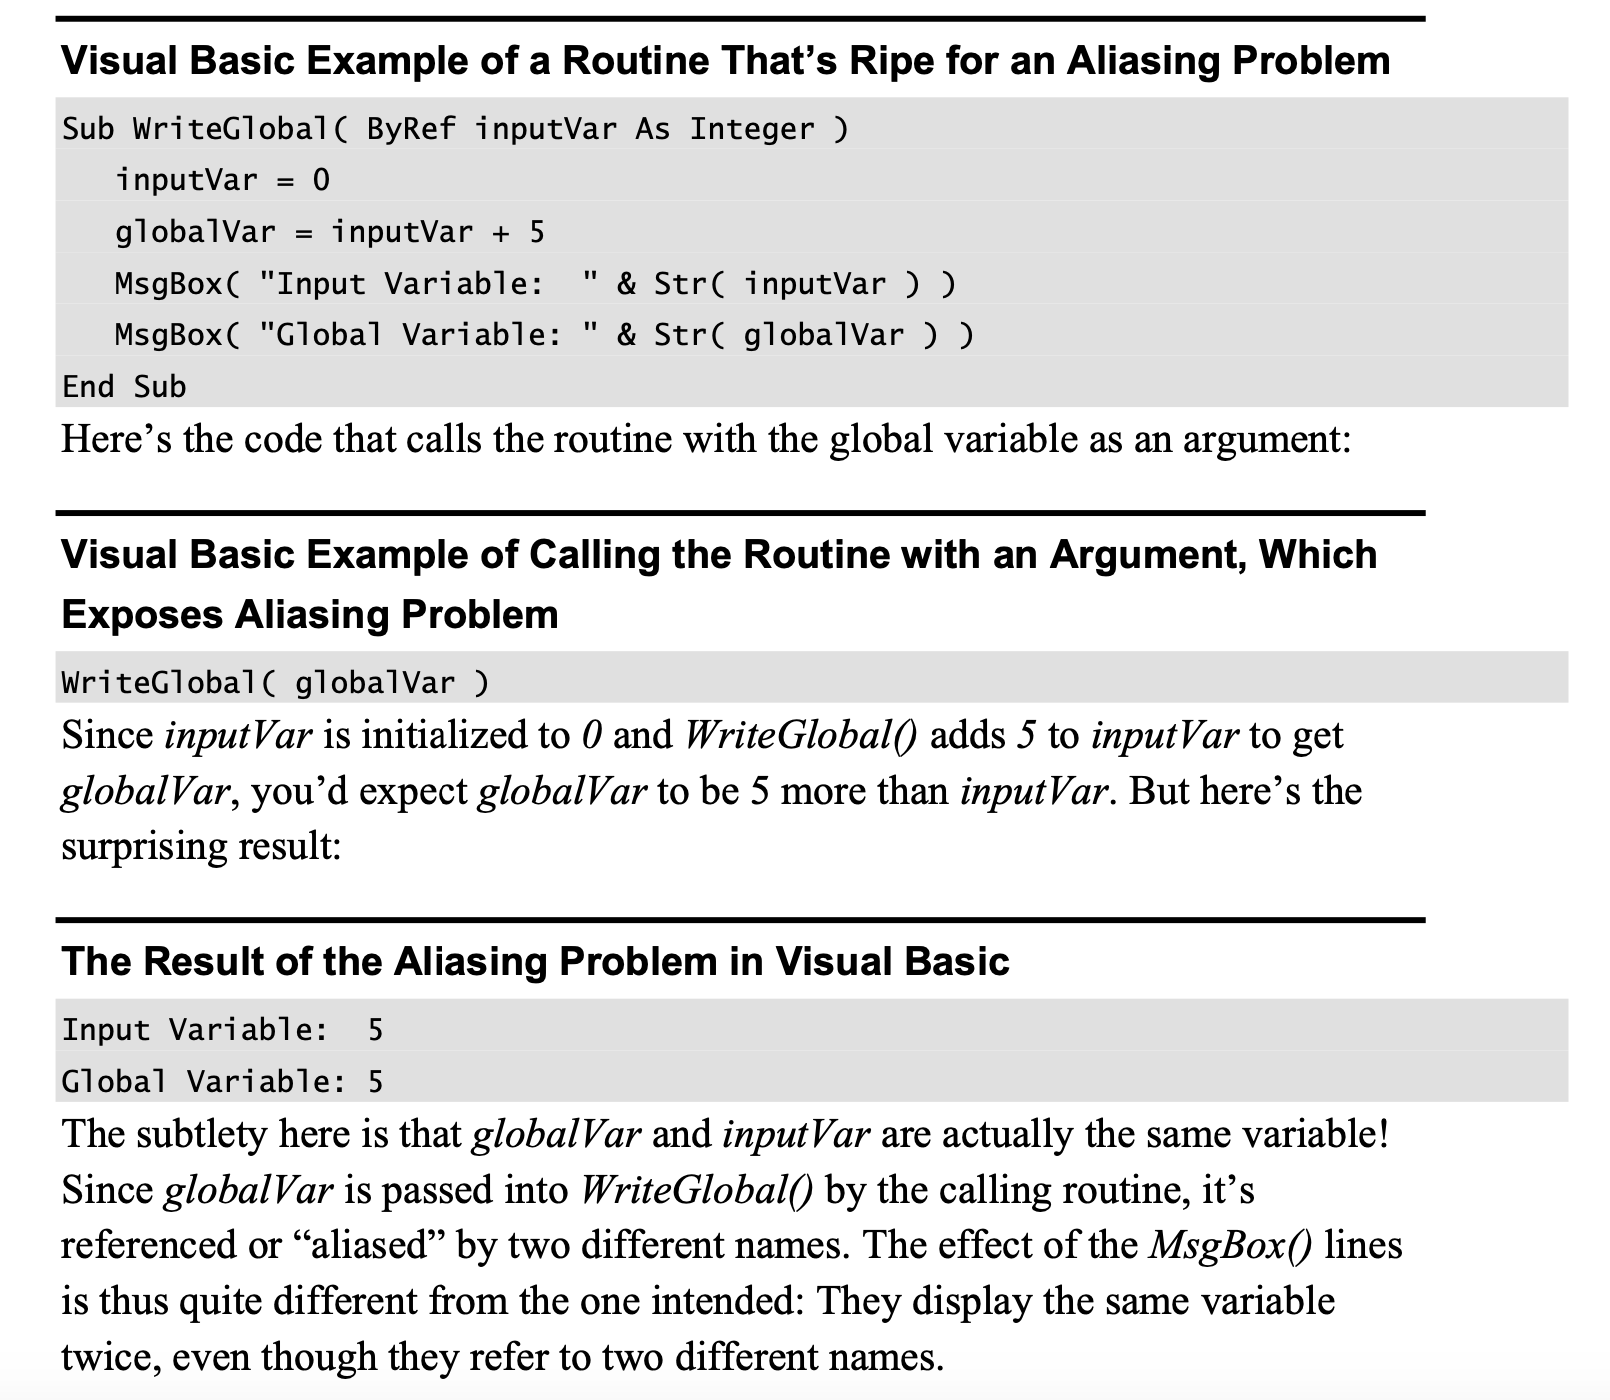 Visual Basic Example of a Routine That’s Ripe for an Aliasing Problem
Sub WriteGlobal( ByRef inputVar As Integer )
   inputVar = 0
   globalVar = inputVar + 5
   MsgBox( "Input Variable:  " & Str( inputVar ) )
   MsgBox( "Global Variable: " & Str( globalVar ) )
End Sub
Here’s the code that calls the routine with the global variable as an argument:
Visual Basic Example of Calling the Routine with an Argument, Which
Exposes Aliasing Problem
WriteGlobal( globalVar )
Since inputVar is initialized to 0 and WriteGlobal() adds 5 to inputVar to get
globalVar, you’d expect globalVar to be 5 more than inputVar. But here’s the
surprising result:
The Result of the Aliasing Problem in Visual Basic
Input Variable:  5
Global Variable: 5
The subtlety here is that globalVar and inputVar are actually the same variable!
Since globalVar is passed into WriteGlobal() by the calling routine, it’s
referenced or “aliased” by two different names. The effect of the MsgBox() lines
is thus quite different from the one intended: They display the same variable
twice, even though they refer to two different names.